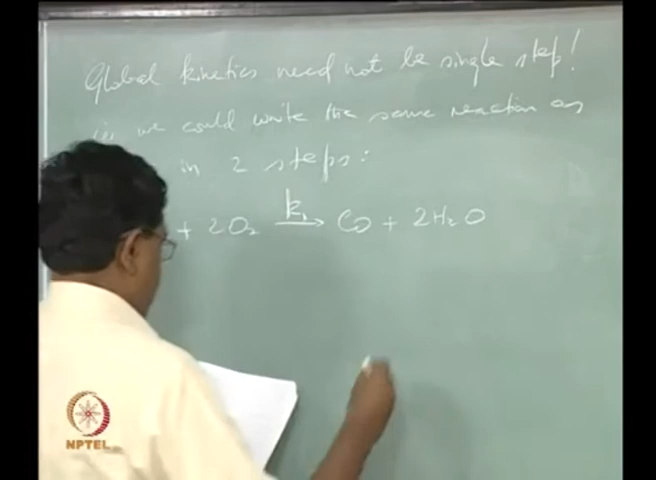 Global kinetics need not be single step!
ie, we could write the same reaction as
in 2 steps:
+ 2O₂ —k₁→ CO + 2H₂O
NPTEL